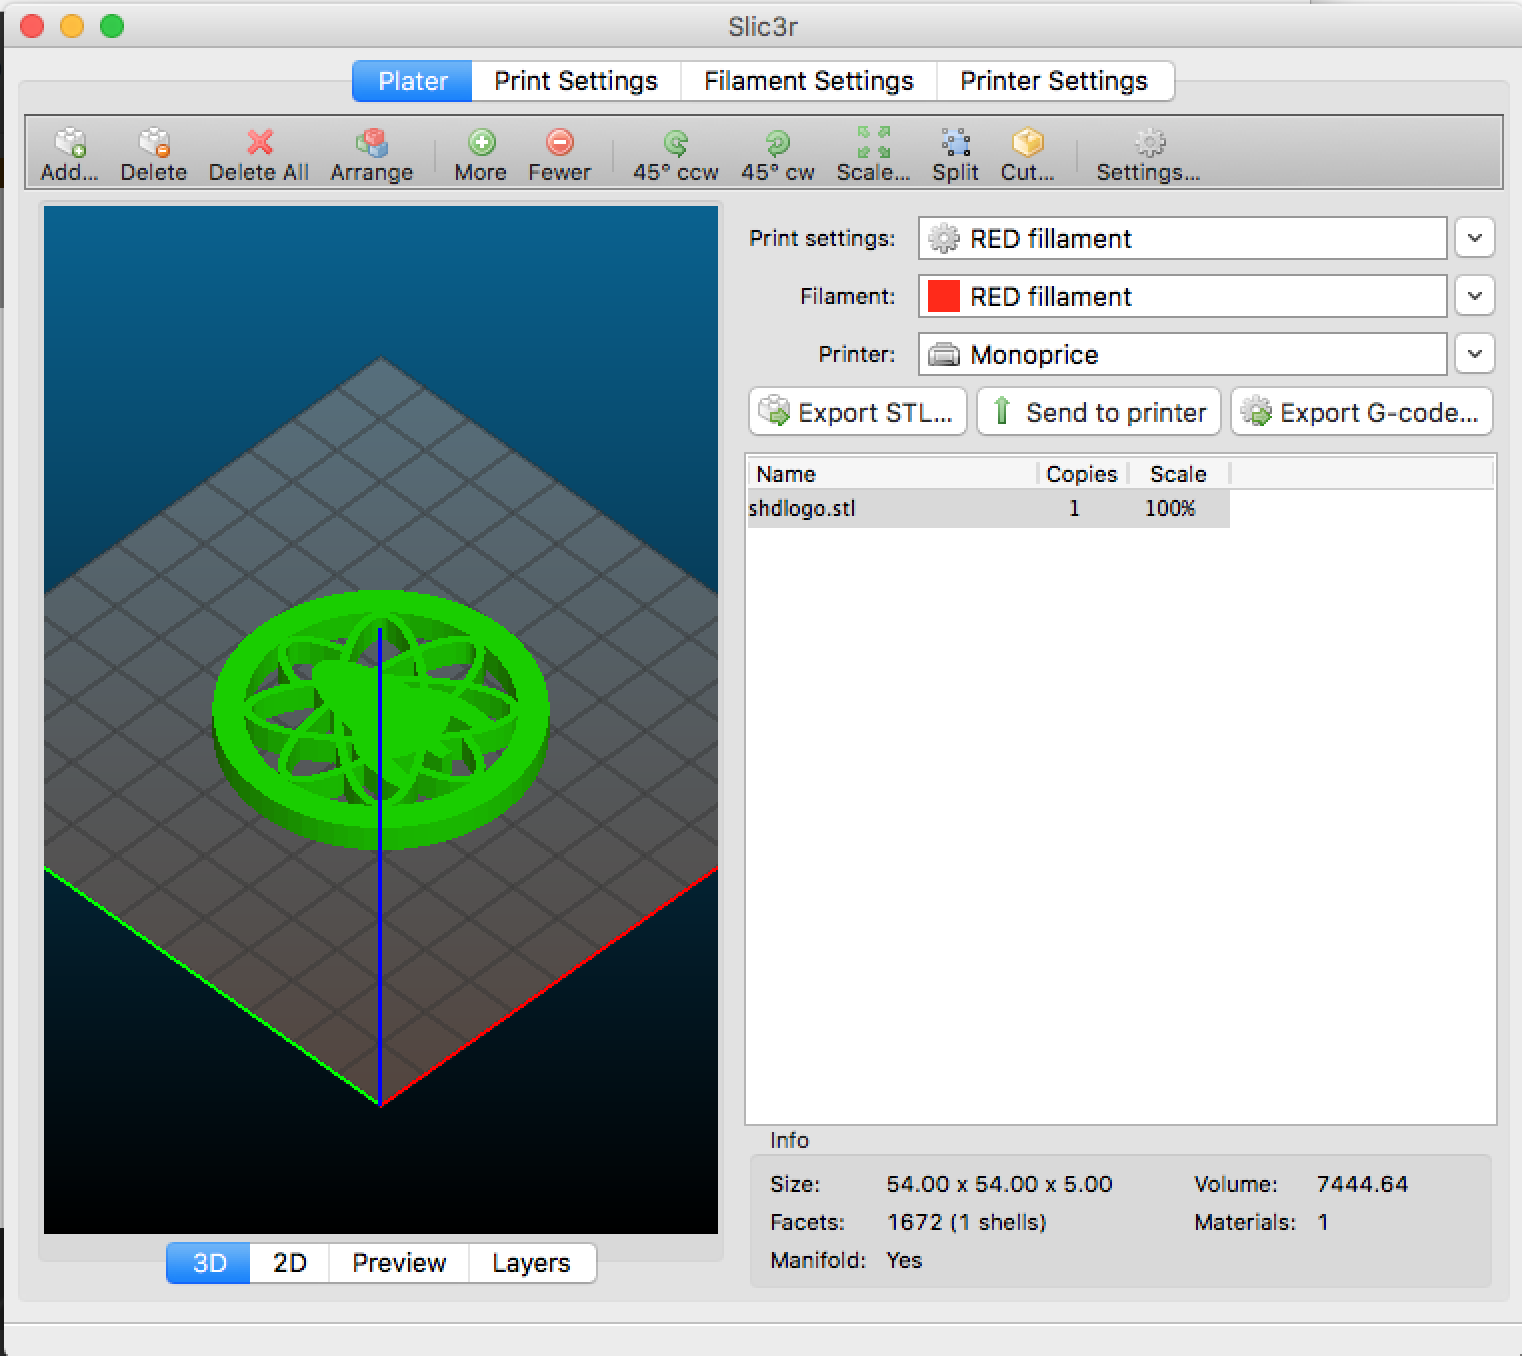 Slic3r
Plater Print Settings Filament Settings Printer Settings
Add... Delete Delete All Arrange More Fewer 45° ccw 45° cw Scale... Split Cut... Settings...
Print settings: RED fillament
Filament: RED fillament
Printer: Monoprice
Export STL... Send to printer Export G-code...
Name Copies Scale
shdlogo.stl 1 100%
Info
Size: 54.00 x 54.00 x 5.00 Volume: 7444.64
Facets: 1672 (1 shells) Materials: 1
Manifold: Yes
3D 2D Preview Layers